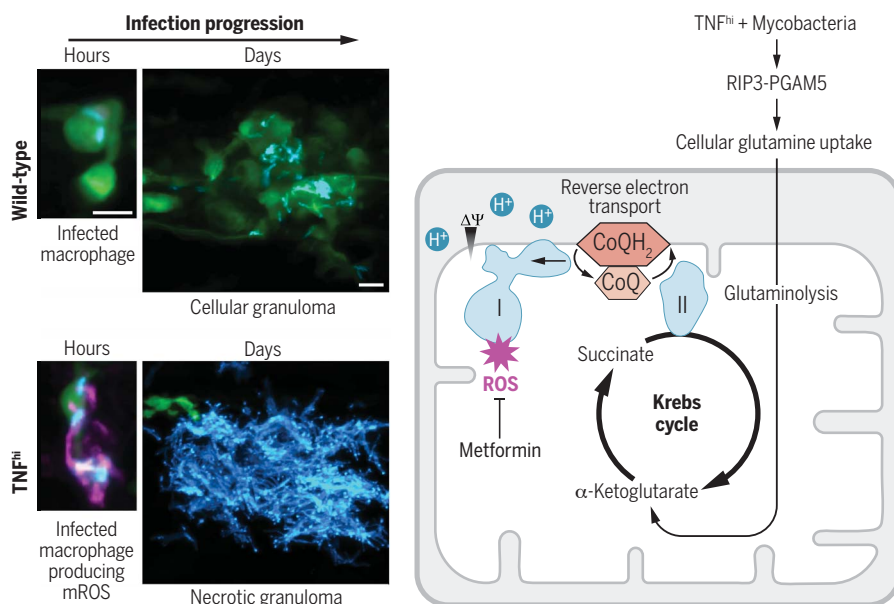 Infection progression
Hours
Days
Wild-type
Infected
macrophage
Cellular granuloma
Hours
Days
TNFhi
Infected
macrophage
producing
mROS
Necrotic granuloma
TNFhi + Mycobacteria
RIP3-PGAM5
Cellular glutamine uptake
Reverse electron
transport
H+
H+
H+
ΔΨ
CoQH2
CoQ
I
II
ROS
Metformin
Glutaminolysis
Succinate
Krebs
cycle
α-Ketoglutarate